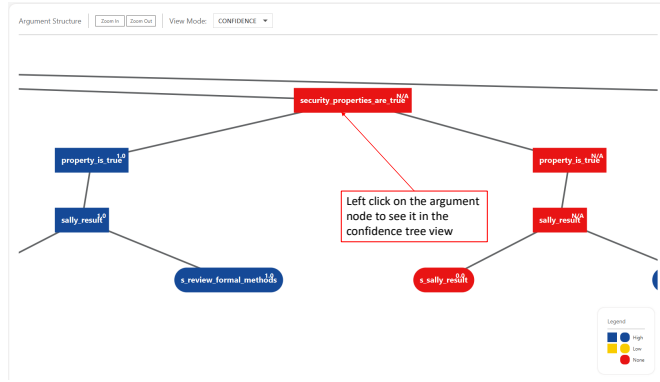 Argument Structure Zoom In Zoom Out View Mode: CONFIDENCE
security_properties_are_true N/A
property_is_true 1.0
property_is_true N/A
sally_result 1.0
Left click on the argument
node to see it in the
confidence tree view
sally_result N/A
s_review_formal_methods 1.0
s_sally_result 0.0
Legend
High
Low
None